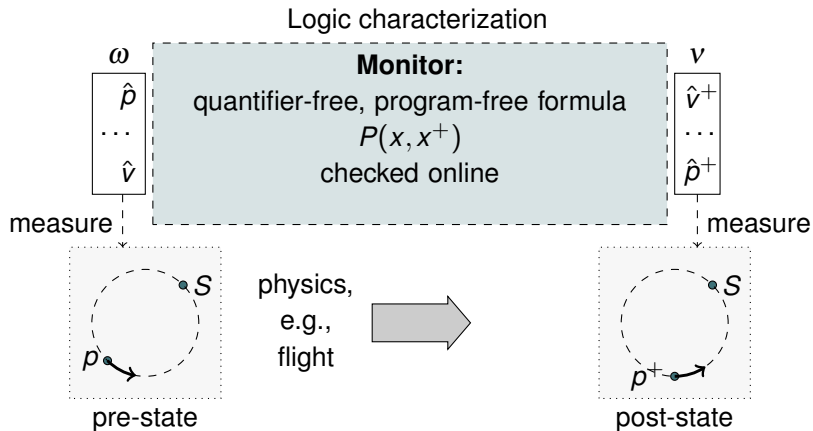 Logic characterization
ω
ν
p̂
⋯
v̂
Monitor:
quantifier-free, program-free formula
P(x, x⁺)
checked online
v̂⁺
⋯
p̂⁺
measure
measure
S
p
physics,
e.g.,
flight
S
p⁺
pre-state
post-state